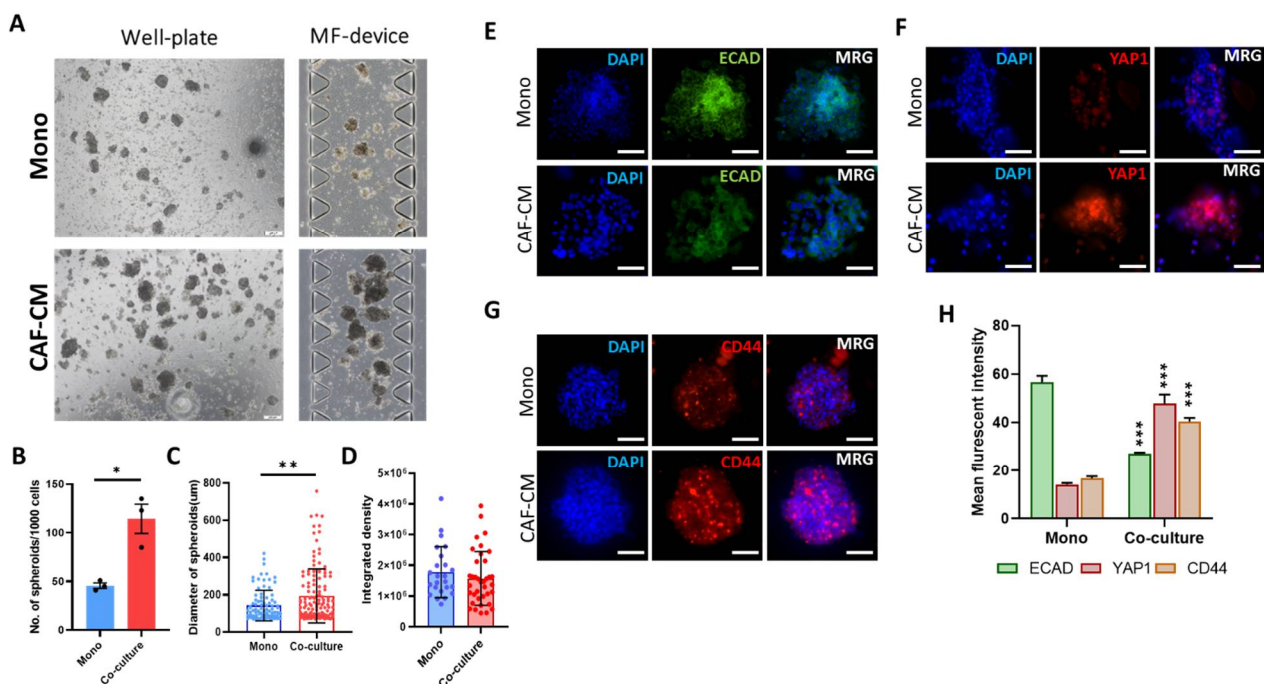 A
Well-plate
MF-device
Mono
CAF-CM
B
No. of spheroids/1000 cells
150
100
50
0
*
Mono
Co-culture
C
Diameter of spheroids(um)
800
600
400
200
0
**
Mono
Co-culture
D
Integrated density
5×10⁶
4×10⁶
3×10⁶
2×10⁶
1×10⁶
0
Mono
Co-culture
E
Mono
DAPI
ECAD
MRG
CAF-CM
DAPI
ECAD
MRG
F
Mono
DAPI
YAP1
MRG
CAF-CM
DAPI
YAP1
MRG
G
Mono
DAPI
CD44
MRG
CAF-CM
DAPI
CD44
MRG
H
Mean flurescent intensity
80
60
40
20
0
***
***
***
Mono
Co-culture
ECAD
YAP1
CD44